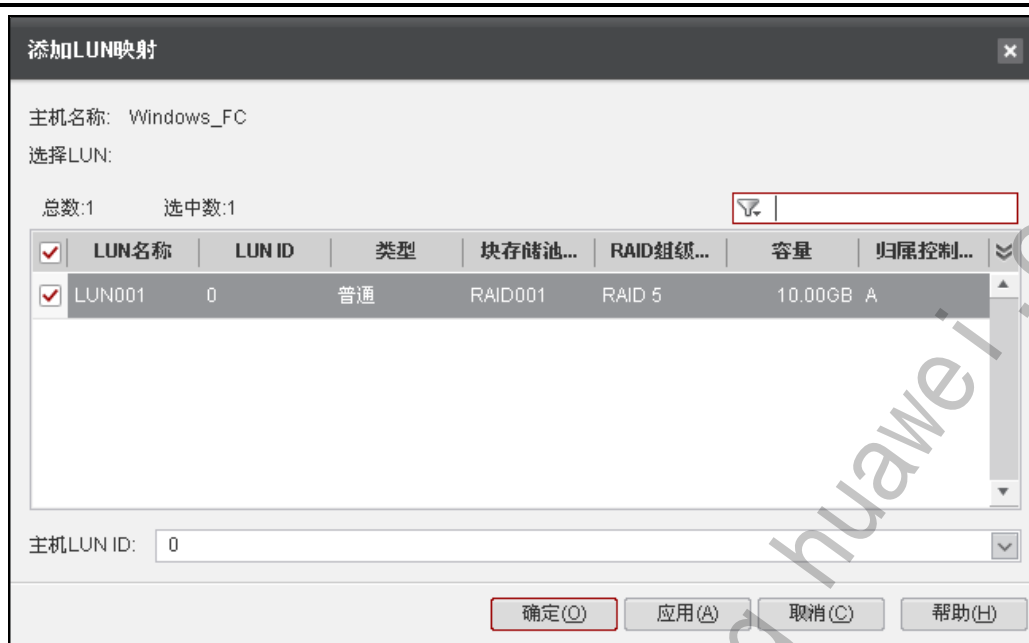 添加LUN映射
主机名称: Windows_FC
选择LUN:
总数:1 选中数:1
LUN名称 LUN ID 类型 块存储池... RAID组级... 容量 归属控制...
LUN001 0 普通 RAID001 RAID 5 10.00GB A
主机LUN ID: 0
确定(O) 应用(A) 取消(C) 帮助(H)
huawei.